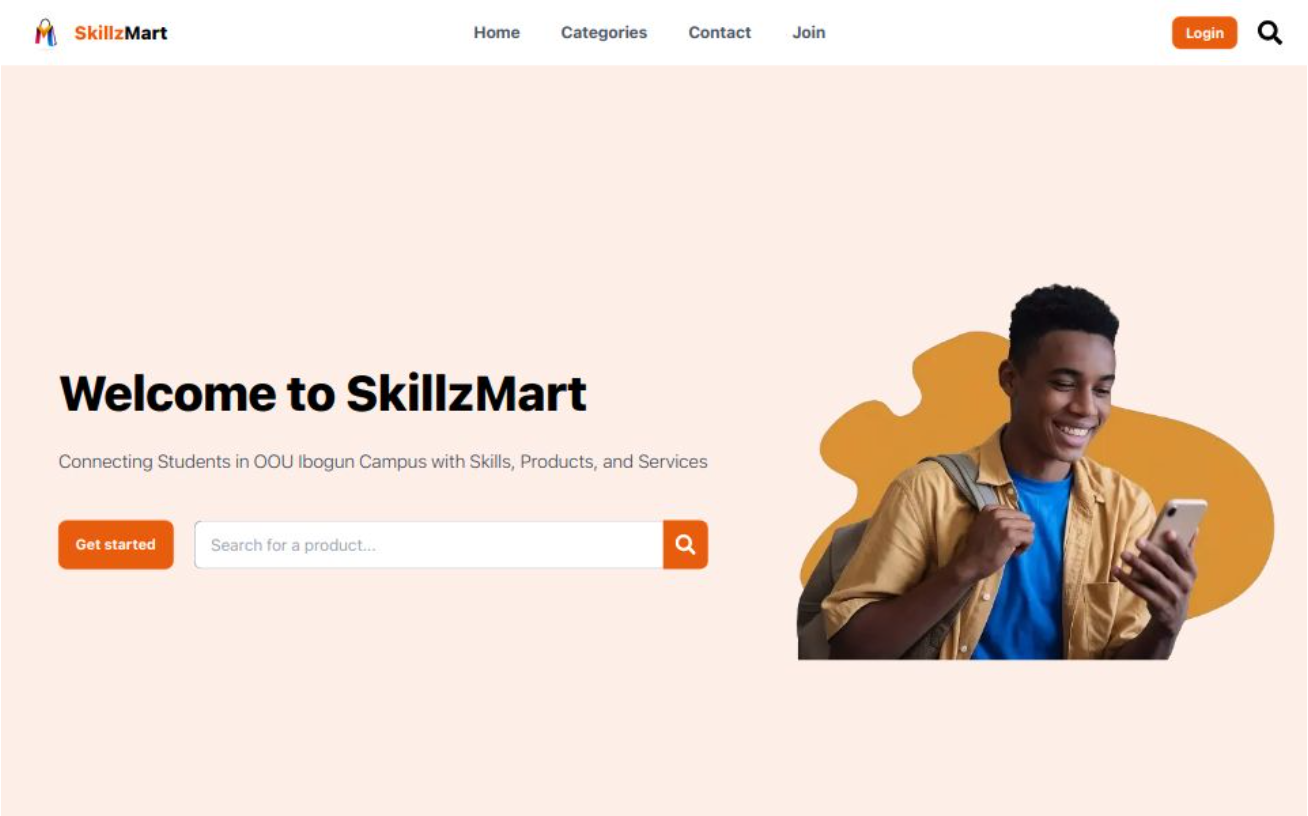 SkillzMart
Home
Categories
Contact
Join
Login
Welcome to SkillzMart
Connecting Students in OOU Ibogun Campus with Skills, Products, and Services
Get started
Search for a product...